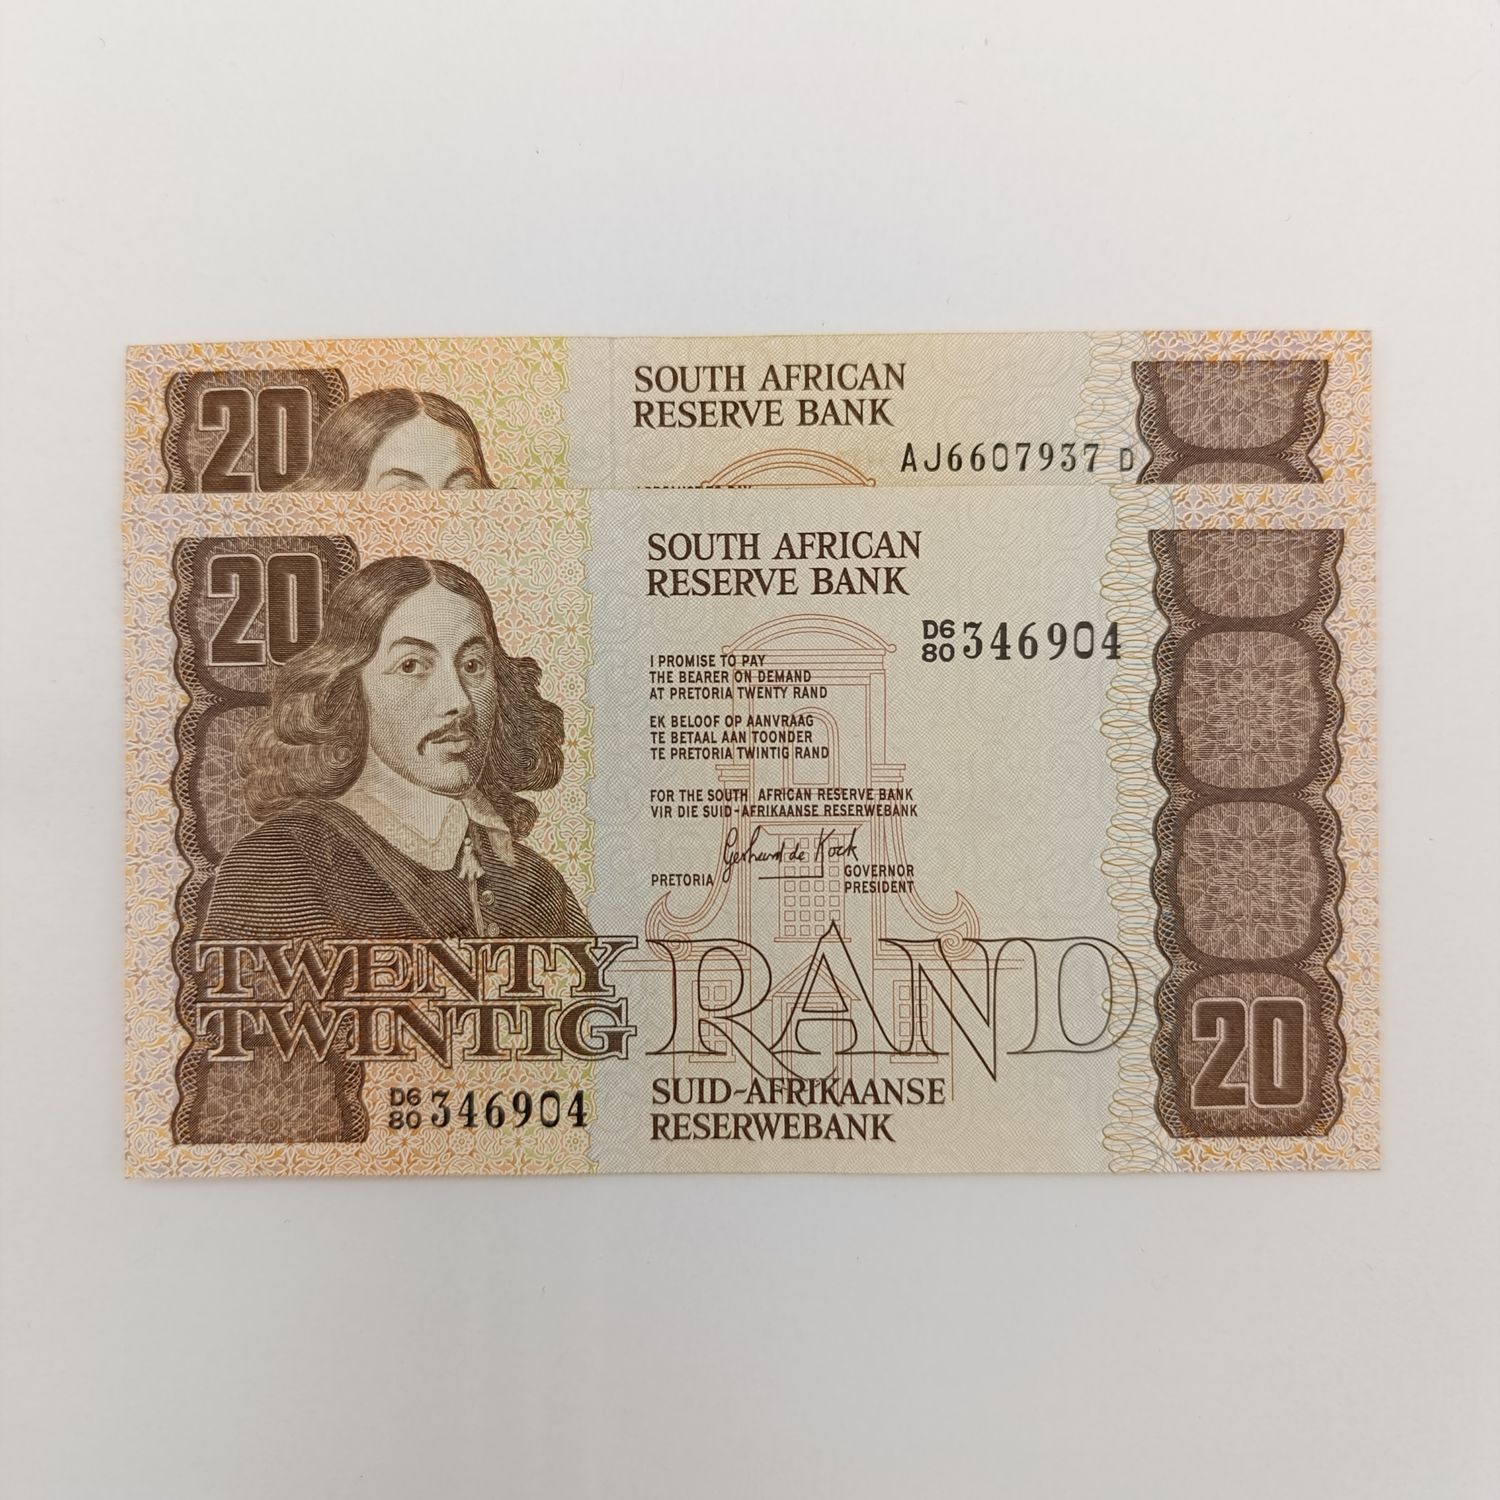 20
SOUTH AFRICAN
RESERVE BANK
AJ6607937 D
20
SOUTH AFRICAN
RESERVE BANK
D6
80 346904
I PROMISE TO PAY
THE BEARER ON DEMAND
AT PRETORIA TWENTY RAND
EK BELOOF OP AANVRAAG
TE BETAAL AAN TOONDER
TE PRETORIA TWINTIG RAND
FOR THE SOUTH AFRICAN RESERVE BANK
VIR DIE SUID-AFRIKAANSE RESERWEBANK
Gerhard de Kock
PRETORIA
GOVERNOR
PRESIDENT
TWENTY
TWINTIG
RAND
D6
80 346904
SUID-AFRIKAANSE
RESERWEBANK
20